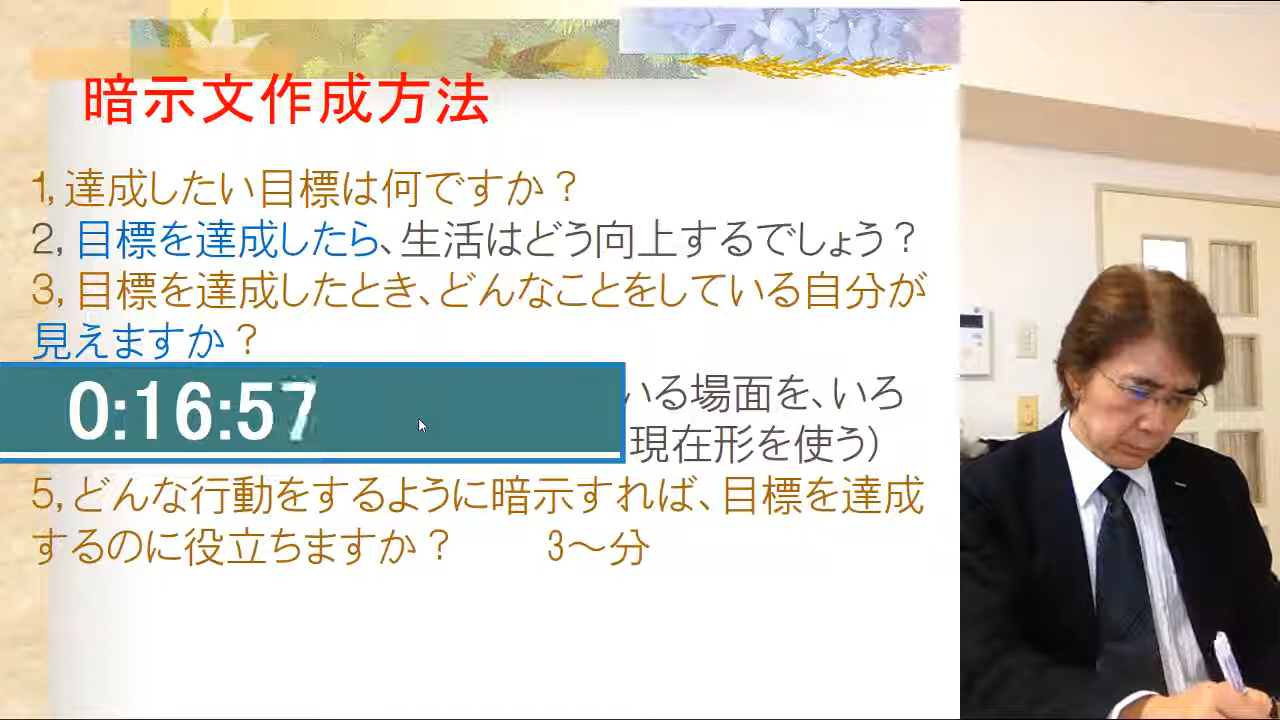 暗示文作成方法
1，達成したい目標は何ですか？
2，目標を達成したら、生活はどう向上するでしょう？
3，目標を達成したとき、どんなことをしている自分が
見えますか？
いる場面を、いろ
0:16:57
現在形を使う）
5，どんな行動をするように暗示すれば、目標を達成
するのに役立ちますか？　3～分